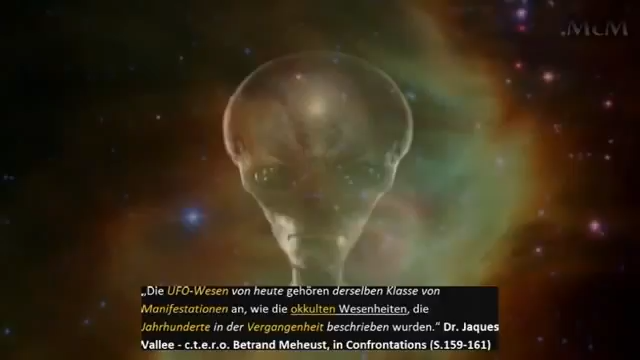 .McM
„Die UFO-Wesen von heute gehören derselben Klasse von
Manifestationen an, wie die okkulten Wesenheiten, die
Jahrhunderte in der Vergangenheit beschrieben wurden.“ Dr. Jaques
Vallee - c.t.e.r.o. Betrand Meheust, in Confrontations (S.159-161)